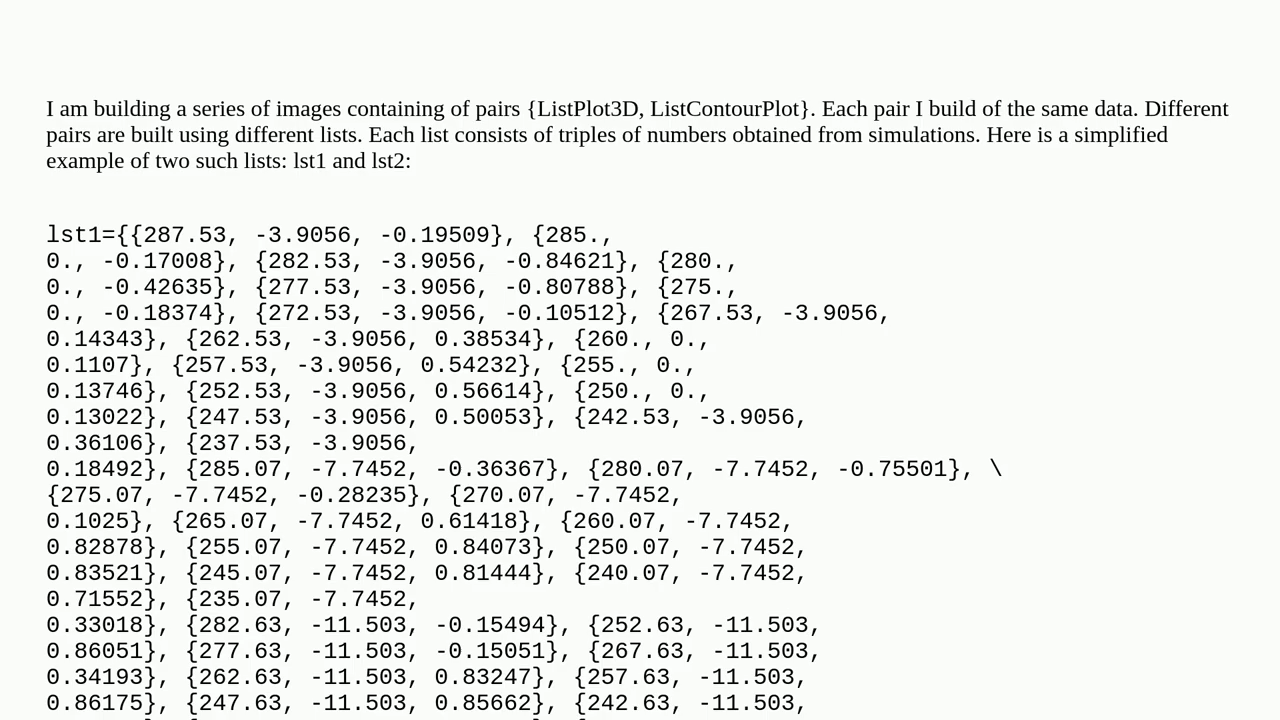 I am building a series of images containing of pairs {ListPlot3D, ListContourPlot}. Each pair I build of the same data. Different
pairs are built using different lists. Each list consists of triples of numbers obtained from simulations. Here is a simplified
example of two such lists: lst1 and lst2:
lst1={{287.53, -3.9056, -0.19509}, {285.,
0., -0.17008}, {282.53, -3.9056, -0.84621}, {280.,
0., -0.42635}, {277.53, -3.9056, -0.80788}, {275.,
0., -0.18374}, {272.53, -3.9056, -0.10512}, {267.53, -3.9056,
0.14343}, {262.53, -3.9056, 0.38534}, {260., 0.,
0.1107}, {257.53, -3.9056, 0.54232}, {255., 0.,
0.13746}, {252.53, -3.9056, 0.56614}, {250., 0.,
0.13022}, {247.53, -3.9056, 0.50053}, {242.53, -3.9056,
0.36106}, {237.53, -3.9056,
0.18492}, {285.07, -7.7452, -0.36367}, {280.07, -7.7452, -0.75501}, \
{275.07, -7.7452, -0.28235}, {270.07, -7.7452,
0.1025}, {265.07, -7.7452, 0.61418}, {260.07, -7.7452,
0.82878}, {255.07, -7.7452, 0.84073}, {250.07, -7.7452,
0.83521}, {245.07, -7.7452, 0.81444}, {240.07, -7.7452,
0.71552}, {235.07, -7.7452,
0.33018}, {282.63, -11.503, -0.15494}, {252.63, -11.503,
0.86051}, {277.63, -11.503, -0.15051}, {267.63, -11.503,
0.34193}, {262.63, -11.503, 0.83247}, {257.63, -11.503,
0.86175}, {247.63, -11.503, 0.85662}, {242.63, -11.503,